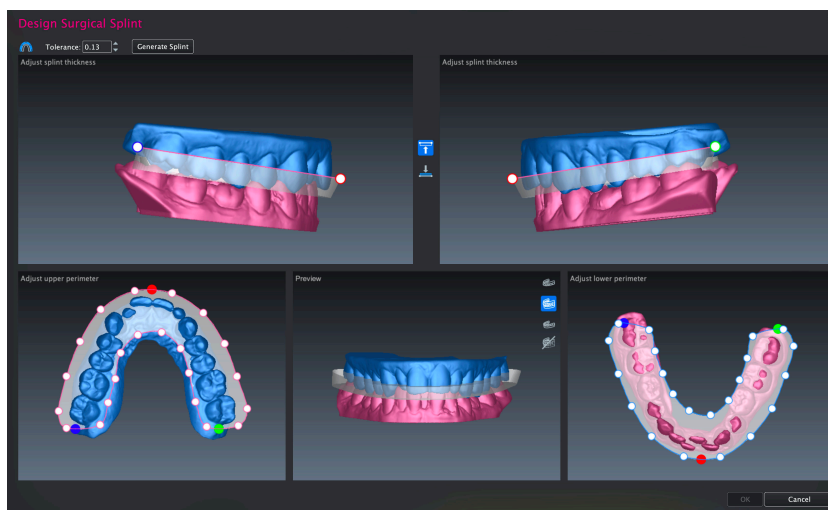 Design Surgical Splint
Tolerance: 0.13
Generate Splint
Adjust splint thickness
Adjust splint thickness
Adjust upper perimeter
Preview
Adjust lower perimeter
OK
Cancel